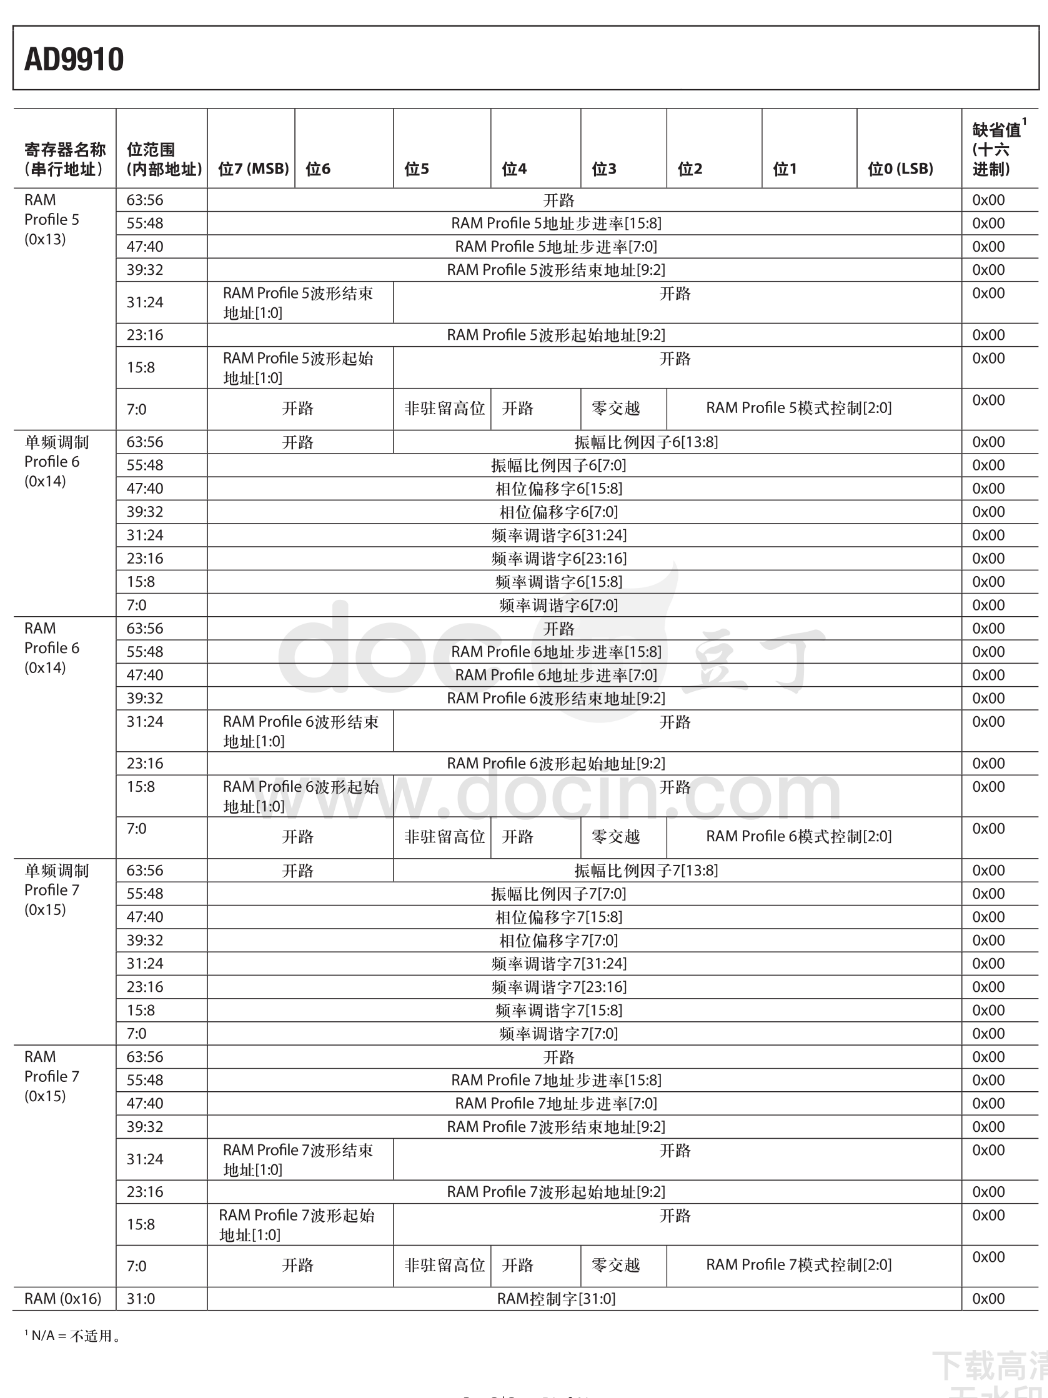 AD9910
寄存器名称
(串行地址)
位范围
(内部地址)
位7 (MSB)
位6
位5
位4
位3
位2
位1
位0 (LSB)
缺省值1
(十六
进制)
RAM
Profile 5
(0x13)
63:56 开路 0x00
55:48 RAM Profile 5地址步进率[15:8] 0x00
47:40 RAM Profile 5地址步进率[7:0] 0x00
39:32 RAM Profile 5波形结束地址[9:2] 0x00
31:24 RAM Profile 5波形结束
地址[1:0]
开路 0x00
23:16 RAM Profile 5波形起始地址[9:2] 0x00
15:8 RAM Profile 5波形起始
地址[1:0]
开路 0x00
7:0 开路 非驻留高位 开路 零交越 RAM Profile 5模式控制[2:0] 0x00
单频调制
Profile 6
(0x14)
63:56 开路 振幅比例因子6[13:8] 0x00
55:48 振幅比例因子6[7:0] 0x00
47:40 相位偏移字6[15:8] 0x00
39:32 相位偏移字6[7:0] 0x00
31:24 频率调谐字6[31:24] 0x00
23:16 频率调谐字6[23:16] 0x00
15:8 频率调谐字6[15:8] 0x00
7:0 频率调谐字6[7:0] 0x00
RAM
Profile 6
(0x14)
63:56 开路 0x00
55:48 RAM Profile 6地址步进率[15:8] 0x00
47:40 RAM Profile 6地址步进率[7:0] 0x00
39:32 RAM Profile 6波形结束地址[9:2] 0x00
31:24 RAM Profile 6波形结束
地址[1:0]
开路 0x00
23:16 RAM Profile 6波形起始地址[9:2] 0x00
15:8 RAM Profile 6波形起始
地址[1:0]
开路 0x00
7:0 开路 非驻留高位 开路 零交越 RAM Profile 6模式控制[2:0] 0x00
单频调制
Profile 7
(0x15)
63:56 开路 振幅比例因子7[13:8] 0x00
55:48 振幅比例因子7[7:0] 0x00
47:40 相位偏移字7[15:8] 0x00
39:32 相位偏移字7[7:0] 0x00
31:24 频率调谐字7[31:24] 0x00
23:16 频率调谐字7[23:16] 0x00
15:8 频率调谐字7[15:8] 0x00
7:0 频率调谐字7[7:0] 0x00
RAM
Profile 7
(0x15)
63:56 开路 0x00
55:48 RAM Profile 7地址步进率[15:8] 0x00
47:40 RAM Profile 7地址步进率[7:0] 0x00
39:32 RAM Profile 7波形结束地址[9:2] 0x00
31:24 RAM Profile 7波形结束
地址[1:0]
开路 0x00
23:16 RAM Profile 7波形起始地址[9:2] 0x00
15:8 RAM Profile 7波形起始
地址[1:0]
开路 0x00
7:0 开路 非驻留高位 开路 零交越 RAM Profile 7模式控制[2:0] 0x00
RAM (0x16) 31:0 RAM控制字[31:0] 0x00
1 N/A = 不适用。
docin 豆丁
www.docin.com
下载高清
无水印